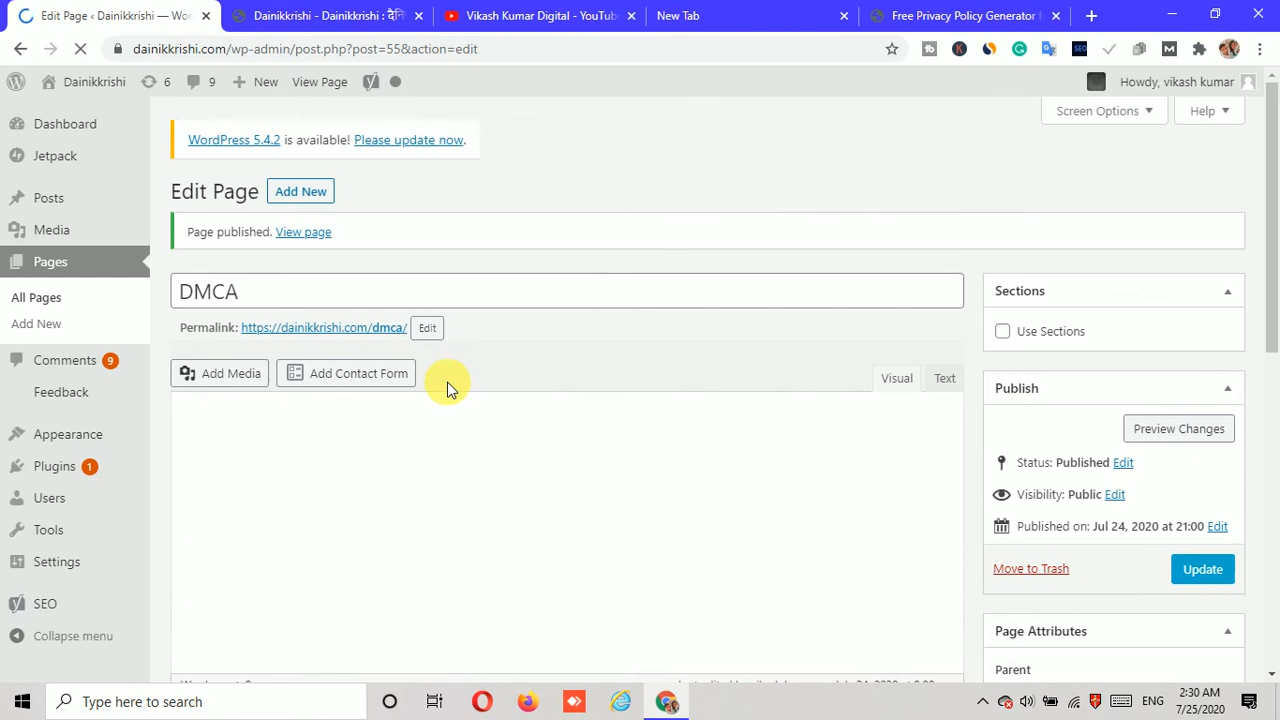 Edit Page < Dainikkrishi — Wo
Dainikkrishi - Dainikkrishi :
Vikash Kumar Digital - YouTube
New Tab
Free Privacy Policy Generator fo
dainikkrishi.com/wp-admin/post.php?post=55&action=edit
Dainikkrishi
6
9
New
View Page
Howdy, vikash kumar
Screen Options
Help
Dashboard
Jetpack
Posts
Media
Pages
All Pages
Add New
Comments 9
Feedback
Appearance
Plugins 1
Users
Tools
Settings
SEO
Collapse menu
WordPress 5.4.2 is available! Please update now.
Edit Page Add New
Page published. View page
DMCA
Permalink: https://dainikkrishi.com/dmca/ Edit
Add Media Add Contact Form
Visual Text
Sections
Use Sections
Publish
Preview Changes
Status: Published Edit
Visibility: Public Edit
Published on: Jul 24, 2020 at 21:00 Edit
Move to Trash Update
Page Attributes
Parent
Type here to search
ENG
2:30 AM
7/25/2020